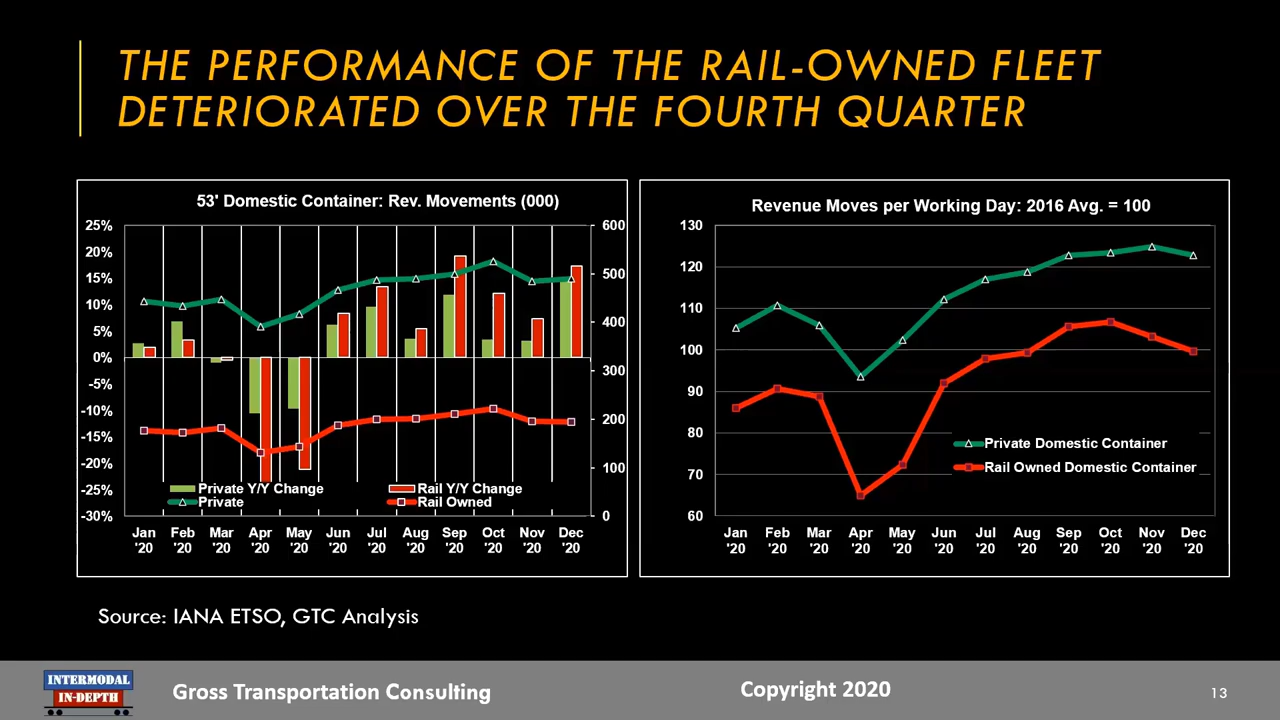 THE PERFORMANCE OF THE RAIL-OWNED FLEET
DETERIORATED OVER THE FOURTH QUARTER
53' Domestic Container: Rev. Movements (000)
25%
20%
15%
10%
5%
0%
-5%
-10%
-15%
-20%
-25%
-30%
600
500
400
300
200
100
0
Private Y/Y Change
Rail Y/Y Change
Private
Rail Owned
Jan Feb Mar Apr May Jun Jul Aug Sep Oct Nov Dec
'20 '20 '20 '20 '20 '20 '20 '20 '20 '20 '20 '20
Revenue Moves per Working Day: 2016 Avg. = 100
130
120
110
100
90
80
70
60
Private Domestic Container
Rail Owned Domestic Container
Jan Feb Mar Apr May Jun Jul Aug Sep Oct Nov Dec
'20 '20 '20 '20 '20 '20 '20 '20 '20 '20 '20 '20
Source: IANA ETSO, GTC Analysis
INTERMODAL
IN-DEPTH
Gross Transportation Consulting
Copyright 2020
13